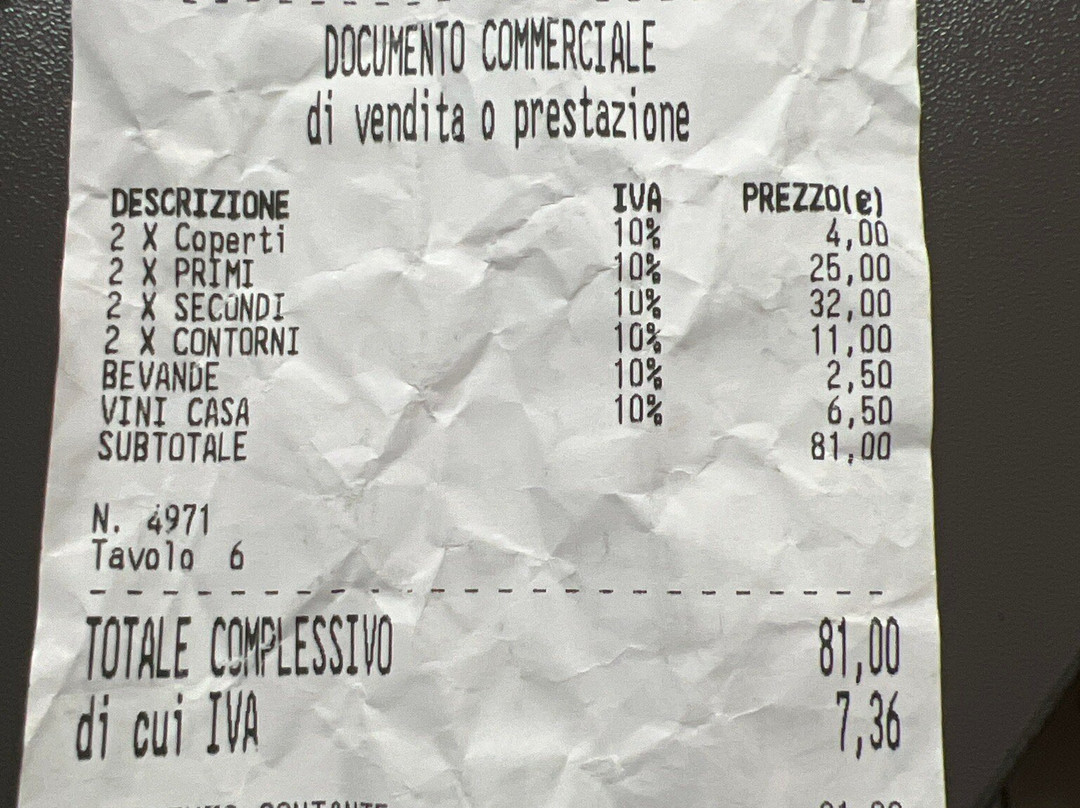 DOCUMENTO COMMERCIALE
di vendita o prestazione
DESCRIZIONE IVA PREZZO(€)
2 X Coperti 10% 4,00
2 X PRIMI 10% 25,00
2 X SECONDI 10% 32,00
2 X CONTORNI 10% 11,00
BEVANDE 10% 2,50
VINI CASA 10% 6,50
SUBTOTALE 81,00
N. 4971
Tavolo 6
TOTALE COMPLESSIVO 81,00
di cui IVA 7,36